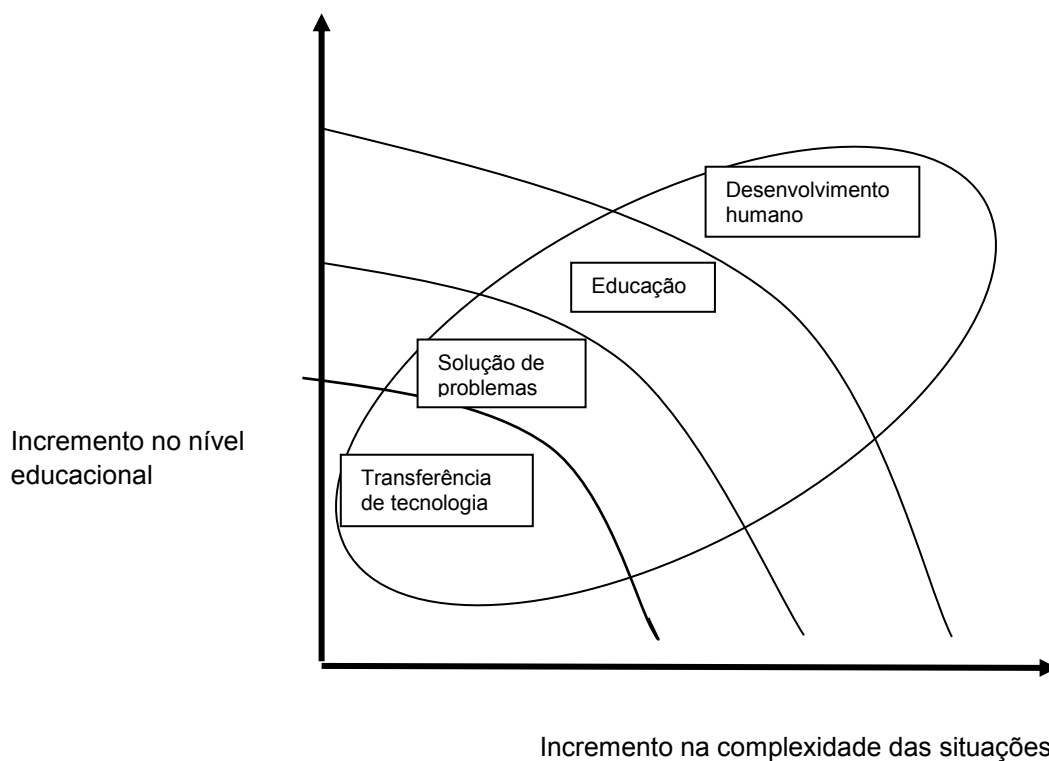 Desenvolvimento
humano
Educação
Solução de
problemas
Incremento no nível
educacional
Transferência
de tecnologia
Incremento na complexidade das situações